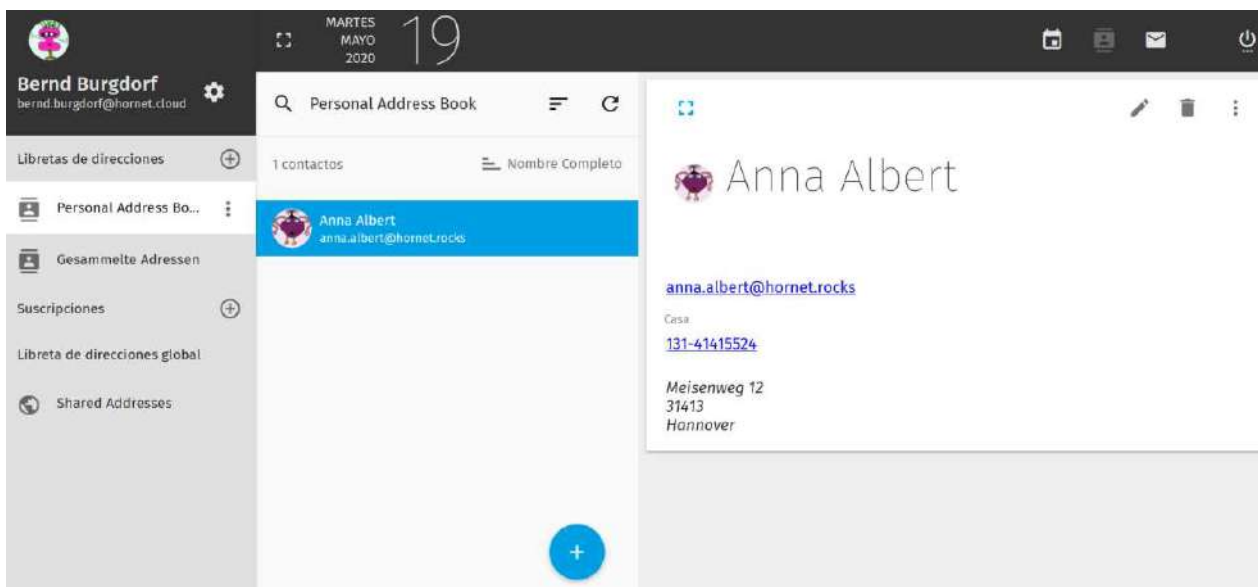 Bernd Burgdorf
bernd.burgdorf@hornet.cloud
Libretas de direcciones
Personal Address Bo...
Gesammelte Adressen
Suscripciones
Libreta de direcciones global
Shared Addresses
MARTES
MAYO
2020
19
Personal Address Book
1 contactos
Nombre Completo
Anna Albert
anna.albert@hornet.rocks
Anna Albert
anna.albert@hornet.rocks
Casa
131-41415524
Meisenweg 12
31413
Hannover